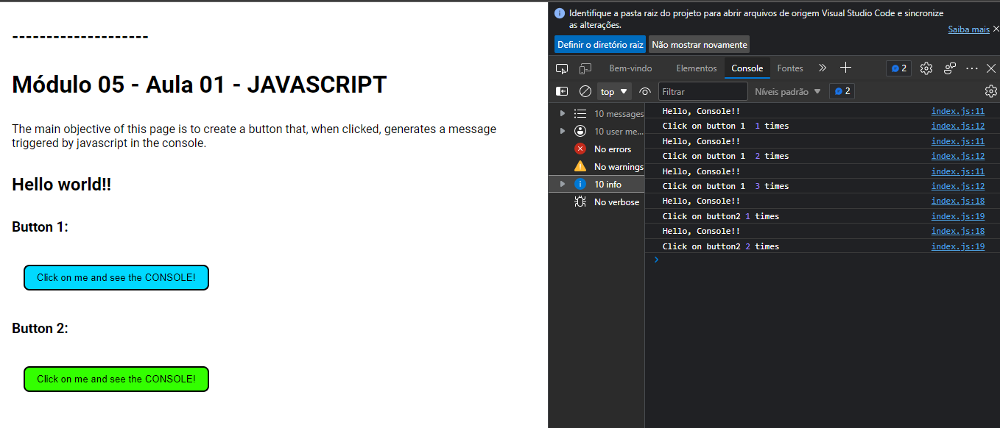 --------------------
Módulo 05 - Aula 01 - JAVASCRIPT
The main objective of this page is to create a button that, when clicked, generates a message
triggered by javascript in the console.
Hello world!!
Button 1:
Click on me and see the CONSOLE!
Button 2:
Click on me and see the CONSOLE!
Identifique a pasta raiz do projeto para abrir arquivos de origem Visual Studio Code e sincronize
as alterações.
Saiba mais
Definir o diretório raiz Não mostrar novamente
Bem-vindo Elementos Console Fontes 2
top Filtrar Níveis padrão 2
10 messages
10 user me...
No errors
No warnings
10 info
No verbose
Hello, Console!! index.js:11
Click on button 1  1 times index.js:12
Hello, Console!! index.js:11
Click on button 1  2 times index.js:12
Hello, Console!! index.js:11
Click on button 1  3 times index.js:12
Hello, Console!! index.js:18
Click on button2 1 times index.js:19
Hello, Console!! index.js:18
Click on button2 2 times index.js:19